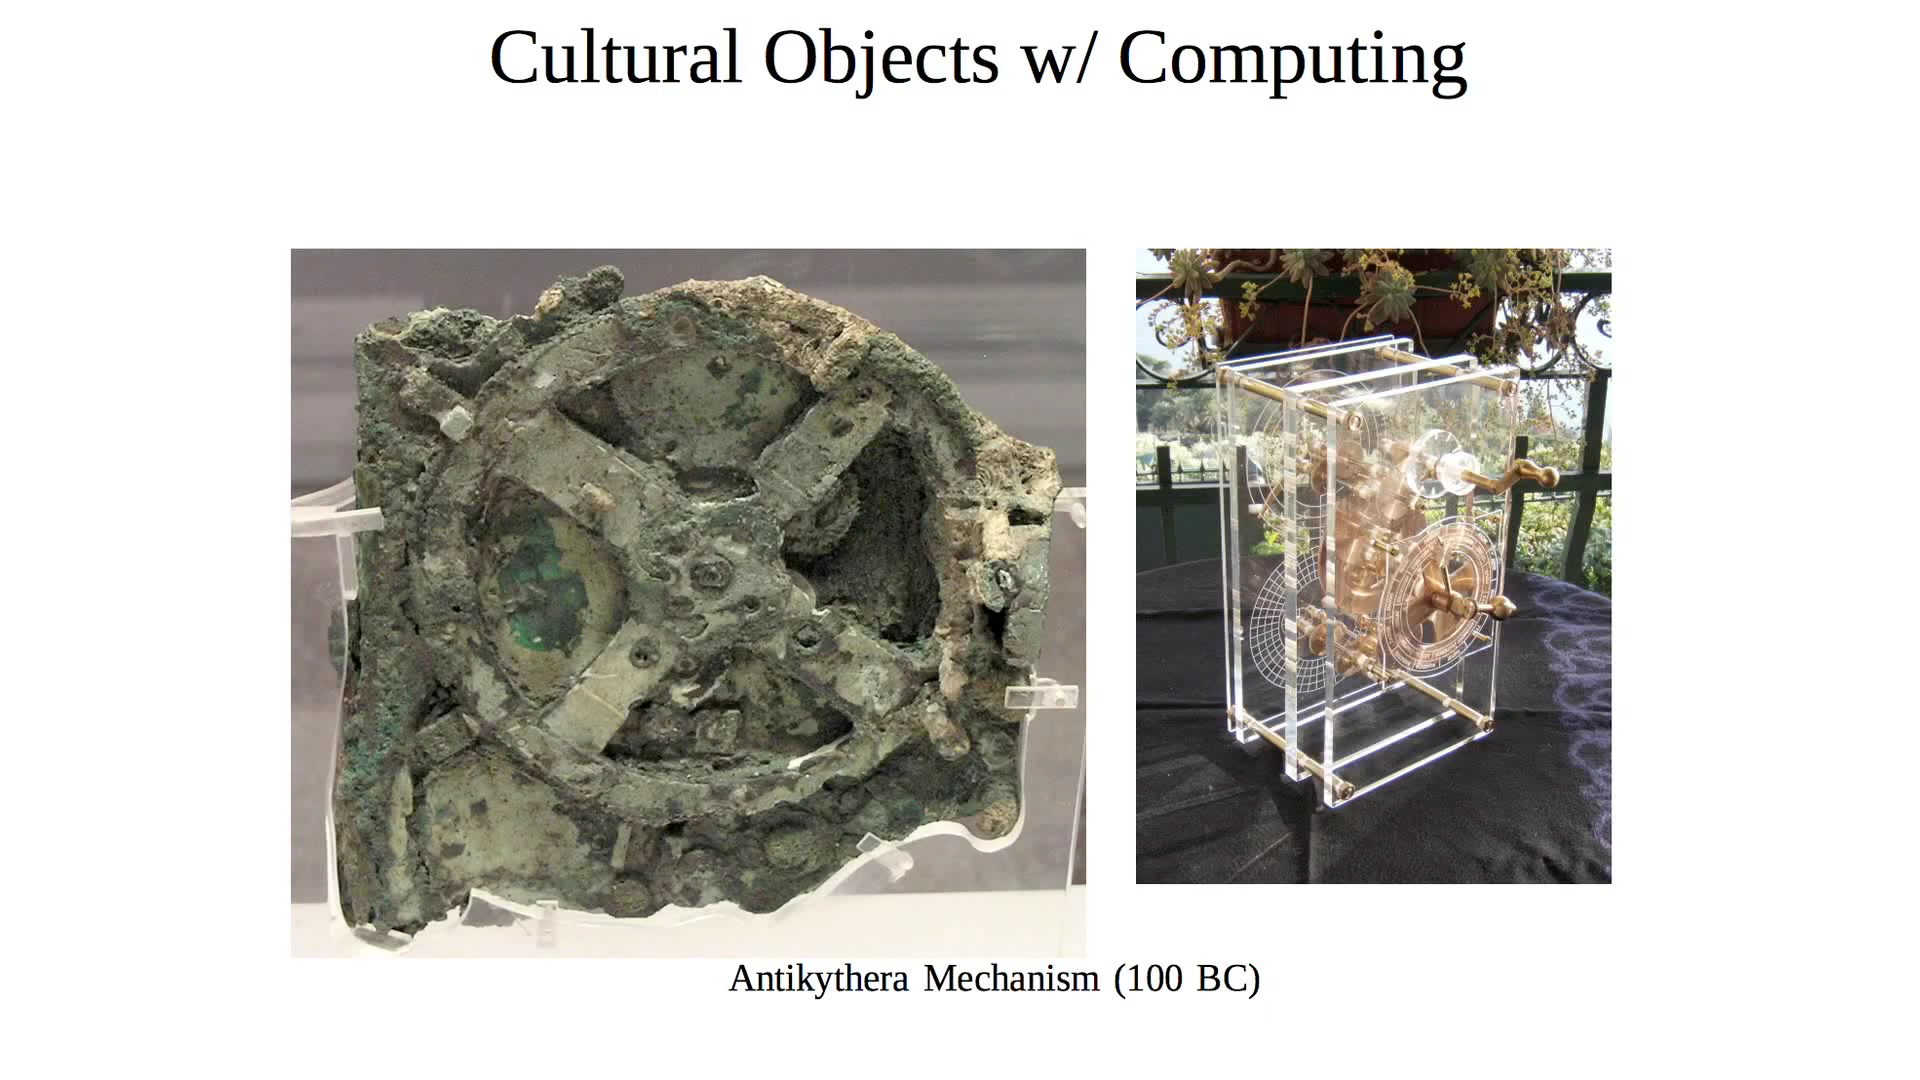 Cultural Objects w/ Computing
Antikythera Mechanism (100 BC)